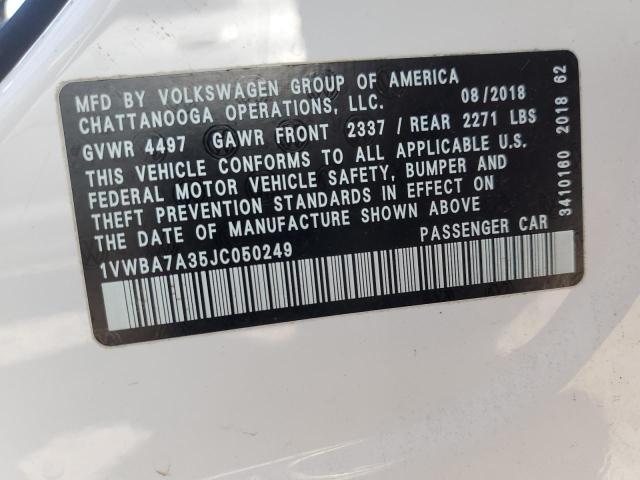 MFD BY VOLKSWAGEN GROUP OF AMERICA
CHATTANOOGA OPERATIONS, LLC. 08/2018
GVWR 4497 GAWR FRONT 2337 / REAR 2271 LBS
THIS VEHICLE CONFORMS TO ALL APPLICABLE U.S.
FEDERAL MOTOR VEHICLE SAFETY, BUMPER AND
THEFT PREVENTION STANDARDS IN EFFECT ON
THE DATE OF MANUFACTURE SHOWN ABOVE
1VWBA7A35JC050249 PASSENGER CAR
3410160 2018 62